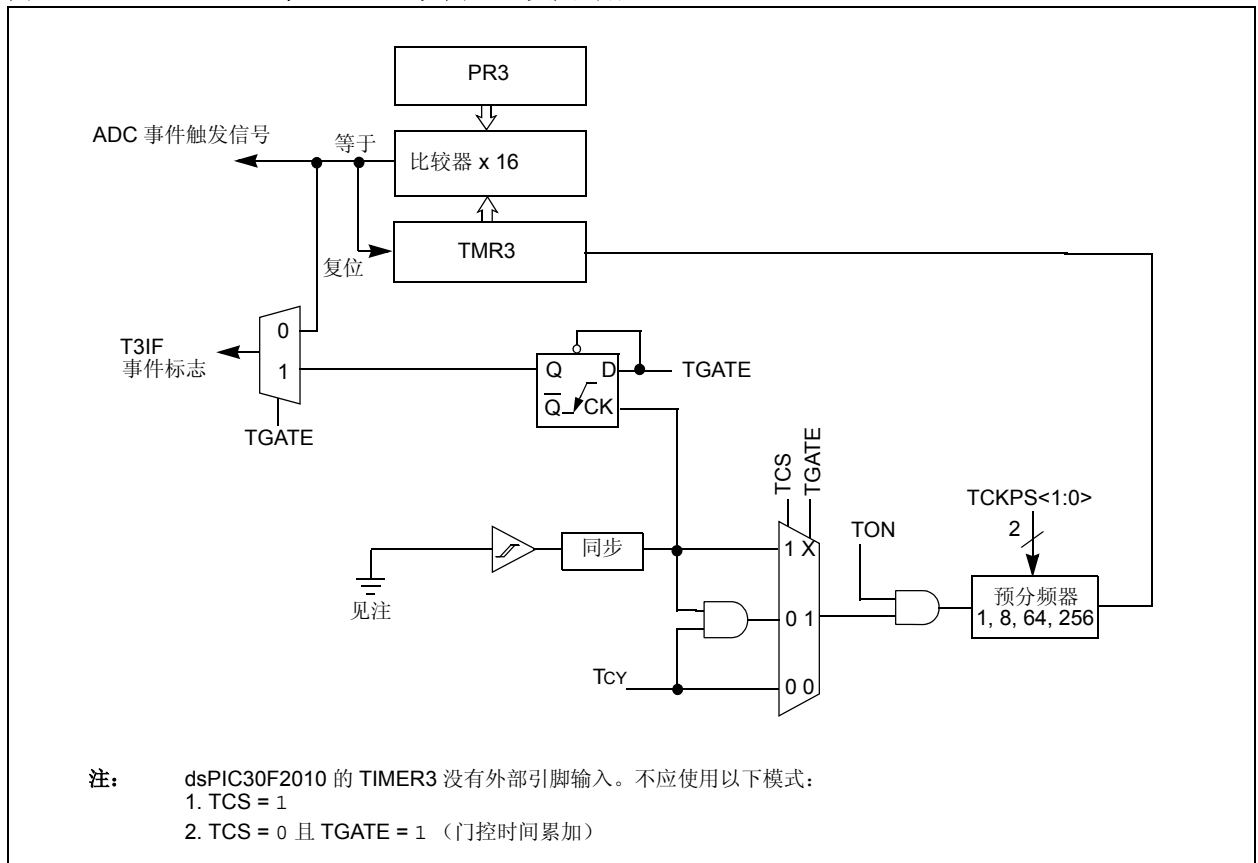 PR3
ADC 事件触发信号
等于
比较器 x 16
TMR3
复位
0
1
T3IF
事件标志
TGATE
Q
D
Q
CK
TGATE
TCS
TGATE
TCKPS<1:0>
2
TON
同步
1 X
见注
预分频器
1, 8, 64, 256
0 1
TCY
0 0
注: dsPIC30F2010 的 TIMER3 没有外部引脚输入。不应使用以下模式:
1. TCS = 1
2. TCS = 0 且 TGATE = 1 （门控时间累加）